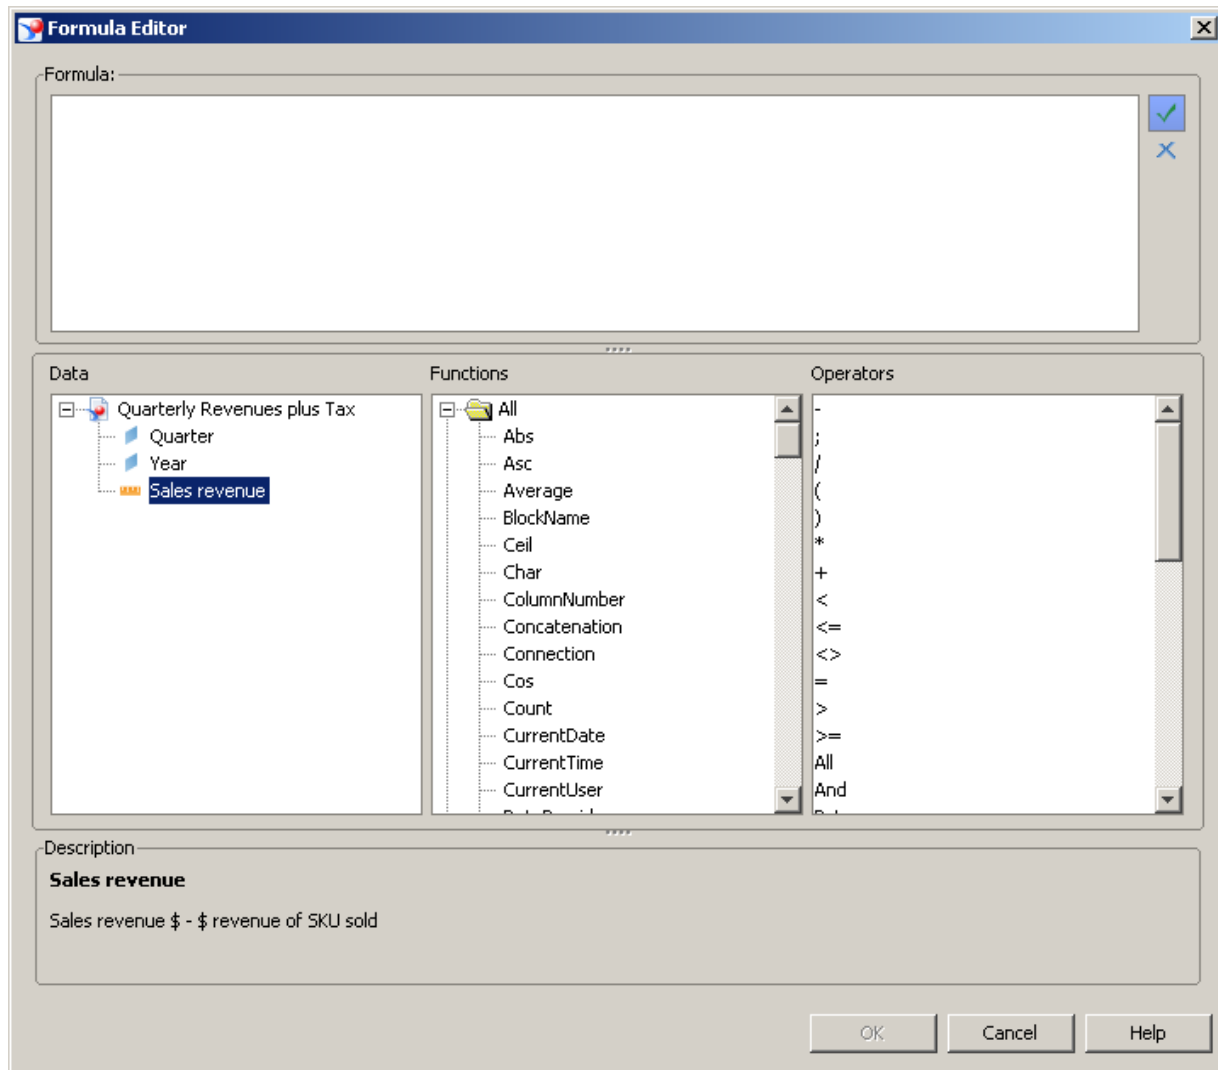 Formula Editor
Formula:
Data
Functions
Operators
Quarterly Revenues plus Tax
Quarter
Year
Sales revenue
All
Abs
Asc
Average
BlockName
Ceil
Char
ColumnNumber
Concatenation
Connection
Cos
Count
CurrentDate
CurrentTime
CurrentUser
-
;
/
(
)
*
+
<
<=
<>
=
>
>=
All
And
Description
Sales revenue
Sales revenue $ - $ revenue of SKU sold
OK
Cancel
Help